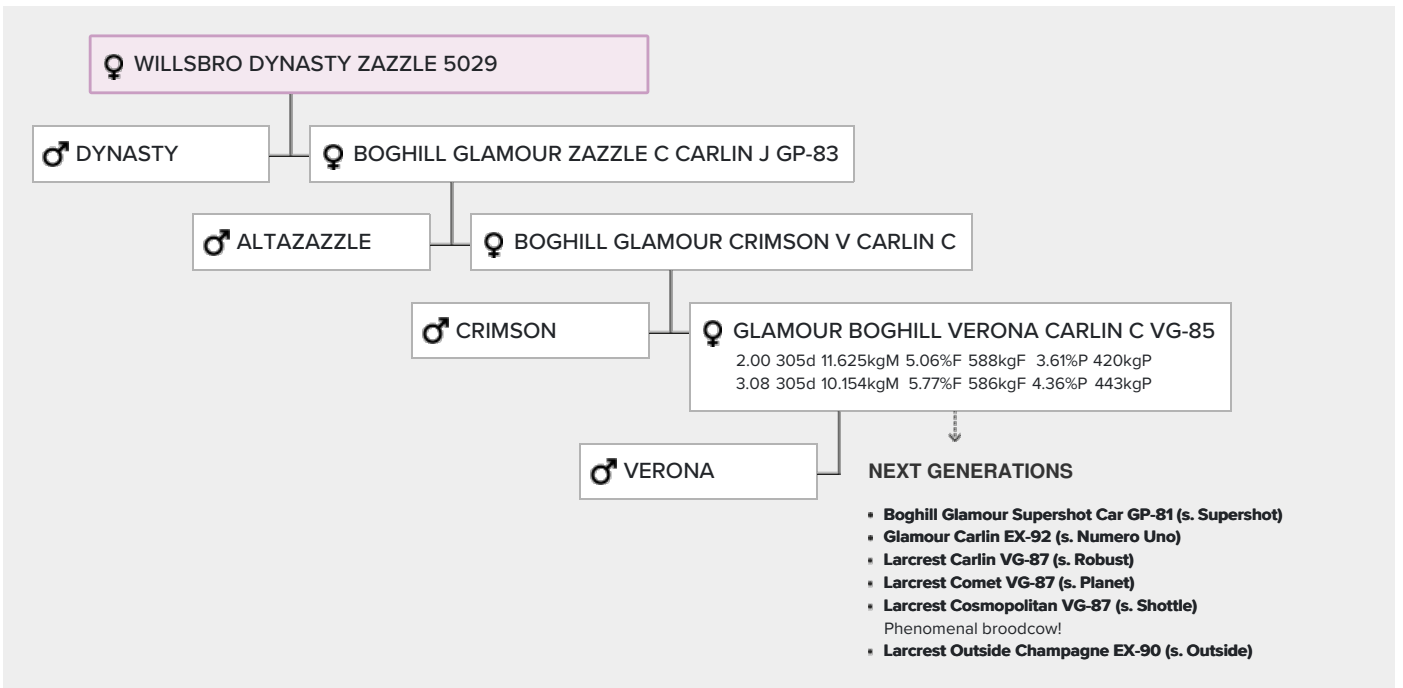 ♀ WILLSBRO DYNASTY ZAZZLE 5029
♂ DYNASTY
♀ BOGHILL GLAMOUR ZAZZLE C CARLIN J GP-83
♂ ALTAZAZZLE
♀ BOGHILL GLAMOUR CRIMSON V CARLIN C
♂ CRIMSON
♀ GLAMOUR BOGHILL VERONA CARLIN C VG-85
2.00 305d 11.625kgM 5.06%F 588kgF 3.61%P 420kgP
3.08 305d 10.154kgM 5.77%F 586kgF 4.36%P 443kgP
♂ VERONA
NEXT GENERATIONS
• Boghill Glamour Supershot Car GP-81 (s. Supershot)
• Glamour Carlin EX-92 (s. Numero Uno)
• Larcrest Carlin VG-87 (s. Robust)
• Larcrest Comet VG-87 (s. Planet)
• Larcrest Cosmopolitan VG-87 (s. Shottle)
Phenomenal broodcow!
• Larcrest Outside Champagne EX-90 (s. Outside)